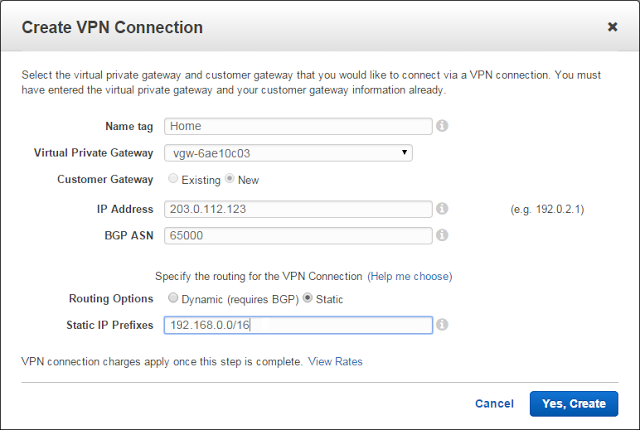 Create VPN Connection
Select the virtual private gateway and customer gateway that you would like to connect via a VPN connection. You must
have entered the virtual private gateway and your customer gateway information already.
Name tag Home
Virtual Private Gateway vgw-6ae10c03
Customer Gateway Existing New
IP Address 203.0.112.123 (e.g. 192.0.2.1)
BGP ASN 65000
Specify the routing for the VPN Connection (Help me choose)
Routing Options Dynamic (requires BGP) Static
Static IP Prefixes 192.168.0.0/16
VPN connection charges apply once this step is complete. View Rates
Cancel Yes, Create